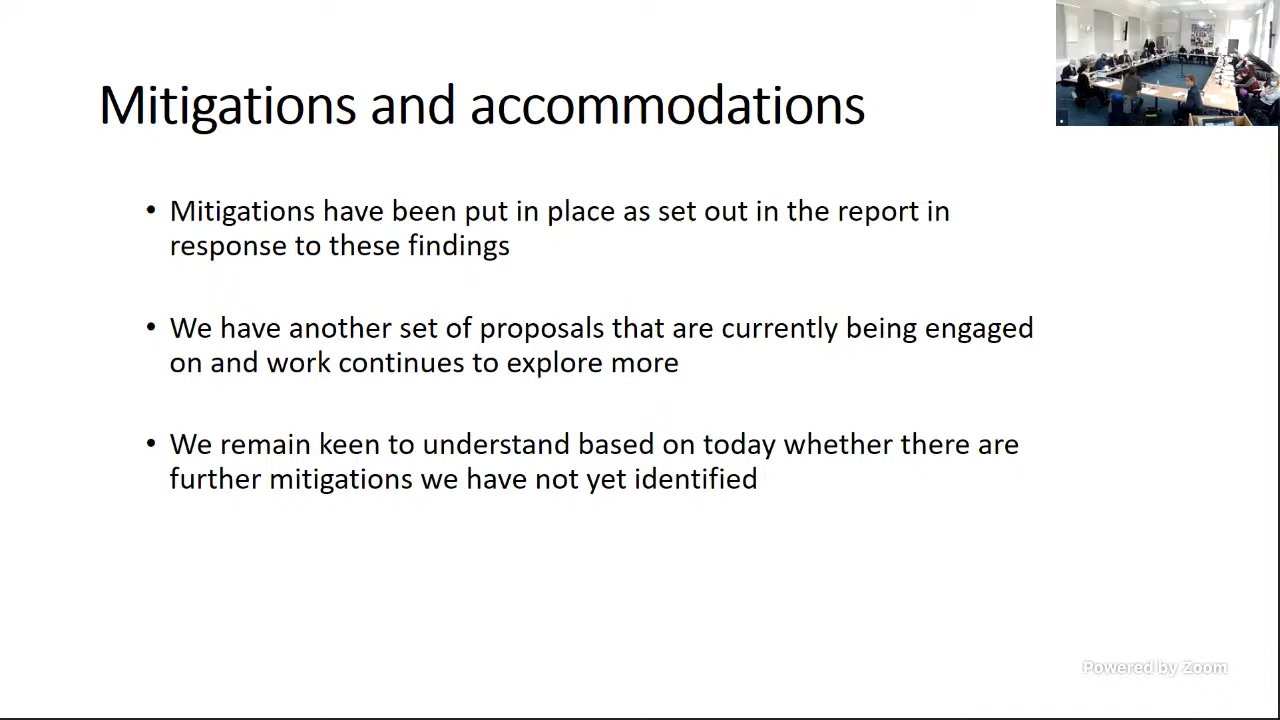 Mitigations and accommodations
• Mitigations have been put in place as set out in the report in
response to these findings
• We have another set of proposals that are currently being engaged
on and work continues to explore more
• We remain keen to understand based on today whether there are
further mitigations we have not yet identified
Powered by Zoom